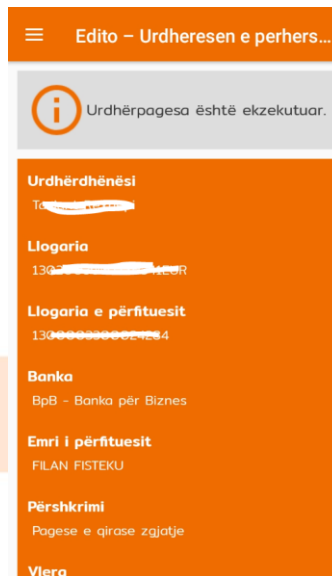 Edito – Urdheresen e perhers...
Urdhërpagesa është ekzekutuar.
Urdhërdhënësi
Llogaria
Llogaria e përfituesit
Banka
BpB - Banka për Biznes
Emri i përfituesit
FILAN FISTEKU
Përshkrimi
Pagese e qirase zgjatje
Vlera